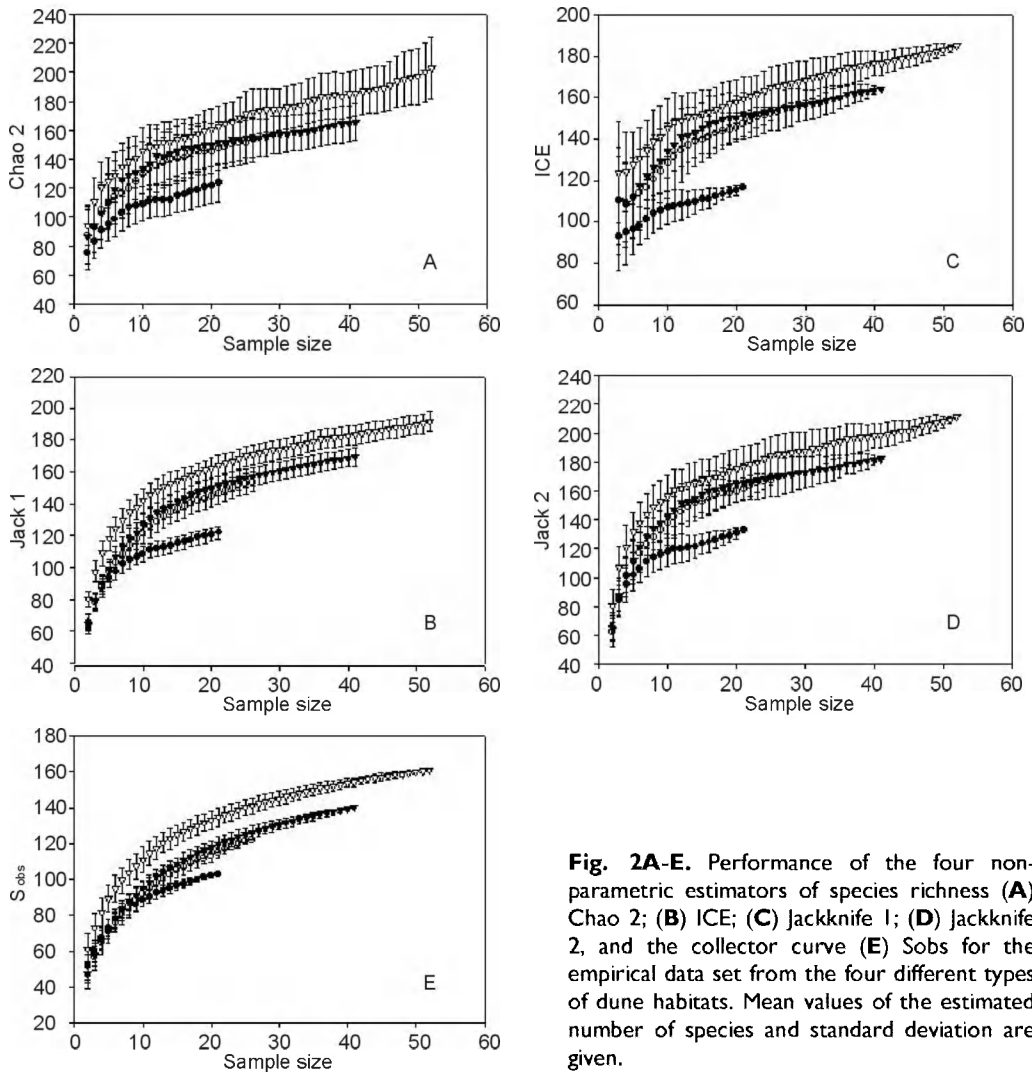 240
220
200
180
160
140
120
100
80
60
40
Chao 2
A
0 10 20 30 40 50 60
Sample size
200
180
160
140
120
100
80
60
ICE
C
0 10 20 30 40 50 60
Sample size
220
200
180
160
140
120
100
80
60
40
Jack 1
B
0 10 20 30 40 50 60
Sample size
240
220
200
180
160
140
120
100
80
60
40
Jack 2
D
0 10 20 30 40 50 60
Sample size
180
160
140
120
100
80
60
40
20
Sobs
E
0 10 20 30 40 50 60
Sample size
Fig. 2A-E. Performance of the four non-
parametric estimators of species richness (A)
Chao 2; (B) ICE; (C) Jackknife 1; (D) Jackknife
2, and the collector curve (E) Sobs for the
empirical data set from the four different types
of dune habitats. Mean values of the estimated
number of species and standard deviation are
given.